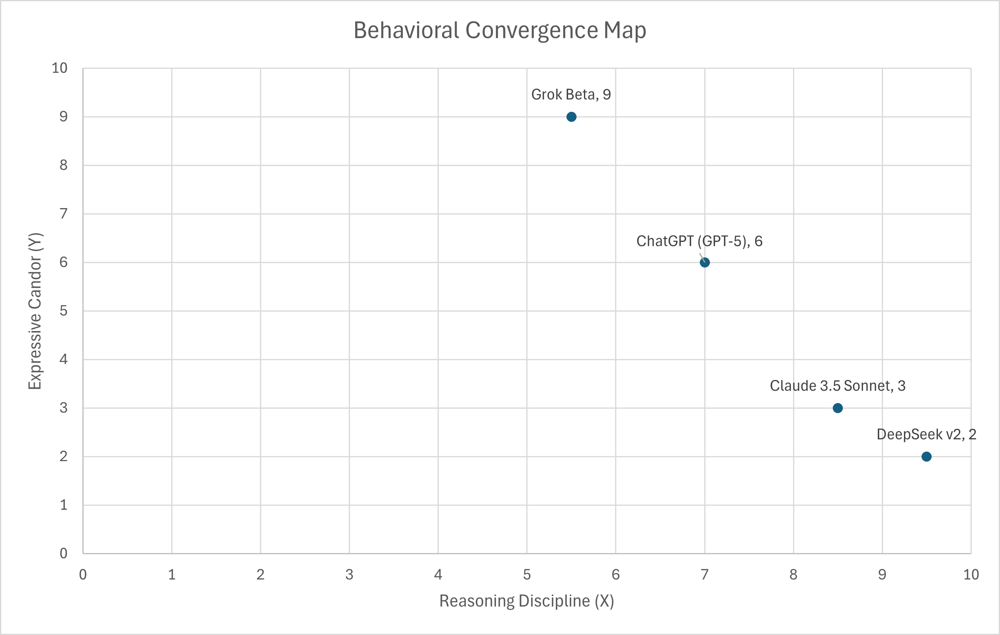 Behavioral Convergence Map
10
9
8
7
6
5
4
3
2
1
0
Expressive Candor (Y)
Grok Beta, 9
ChatGPT (GPT-5), 6
Claude 3.5 Sonnet, 3
DeepSeek v2, 2
0 1 2 3 4 5 6 7 8 9 10
Reasoning Discipline (X)